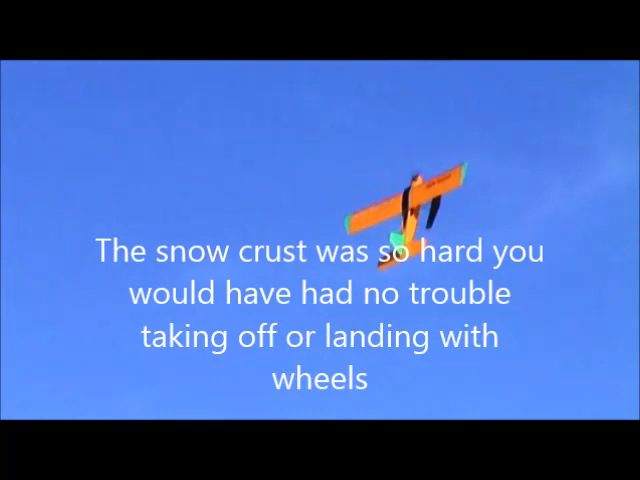 The snow crust was so hard you
would have had no trouble
taking off or landing with
wheels